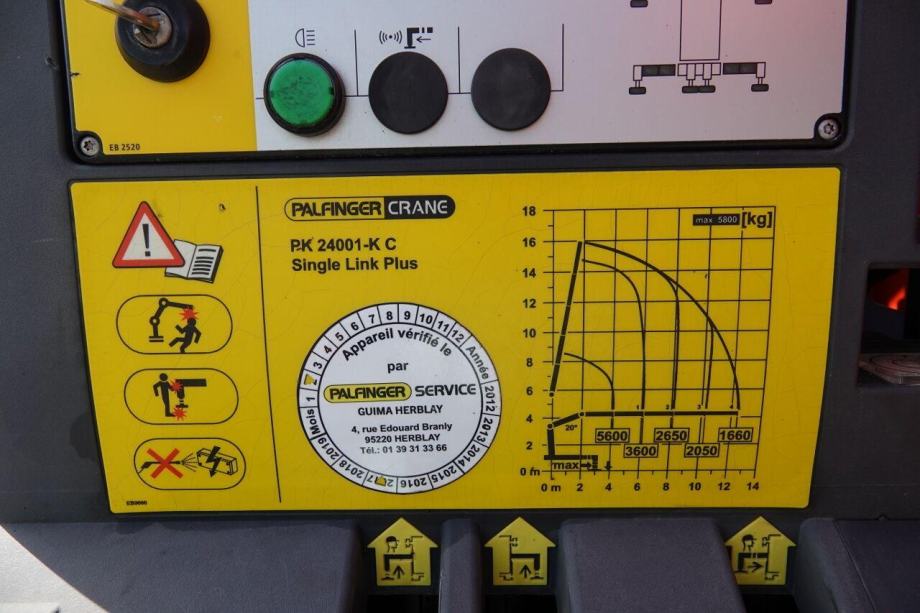 EB 2520
PALFINGER CRANE
PK 24001-K C
Single Link Plus
1 2 3 4 5 6 7 8 9 10 11 12 Année 2012 2013 2014 2015 2016 2017 2018 2019 Mois
Appareil vérifié le
par
PALFINGER SERVICE
GUIMA HERBLAY
4, rue Edouard Branly
95220 HERBLAY
Tél.: 01 39 31 33 66
max 5800 [kg]
18
16
14
12
10
8
6
4
2
0 m
20°
1 2 3
5600 2650 1660
3600 2050
max
0 m 2 4 6 8 10 12 14